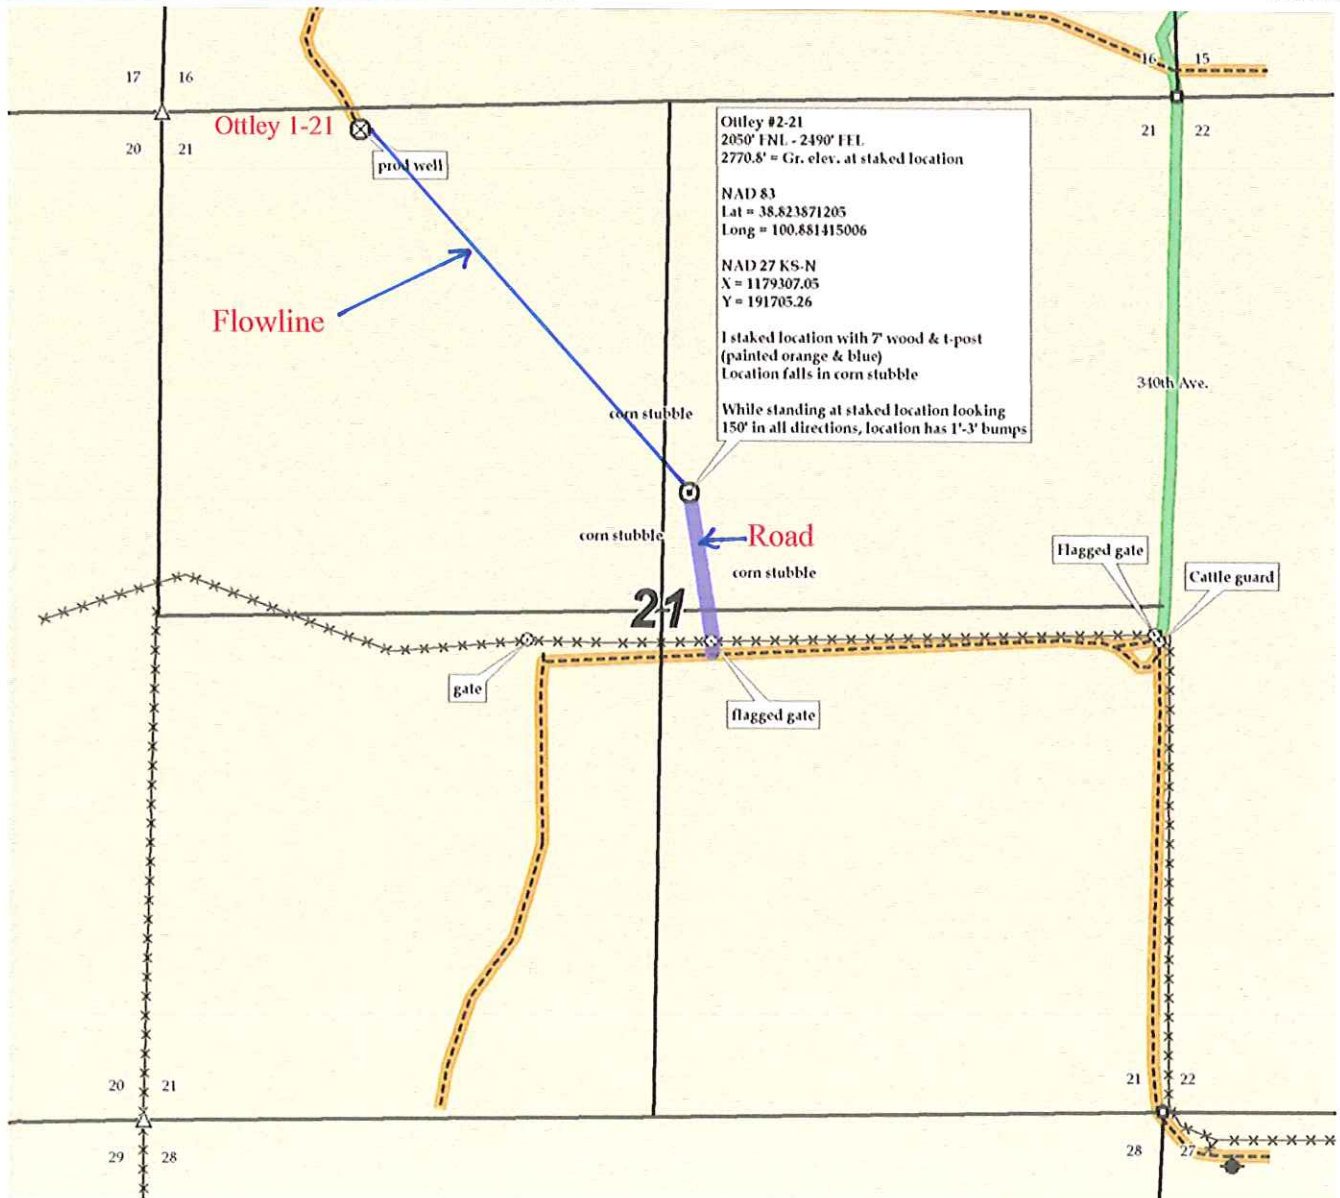 17 16
16 15
Ottley 1-21
20 21
21 22
prod well
Ottley #2-21
2050' FNL - 2490' FEL
2770.8' = Gr. elev. at staked location
NAD 83
Lat = 38.823871205
Long = 100.881415006
NAD 27 KS-N
X = 1179307.05
Y = 191705.26
I staked location with 7' wood & t-post
(painted orange & blue)
Location falls in corn stubble
While standing at staked location looking
150' in all directions, location has 1'-3' bumps
Flowline
340th Ave.
corn stubble
corn stubble
Road
corn stubble
Flagged gate
Cattle guard
21
gate
flagged gate
20 21
21 22
29 28
28 27